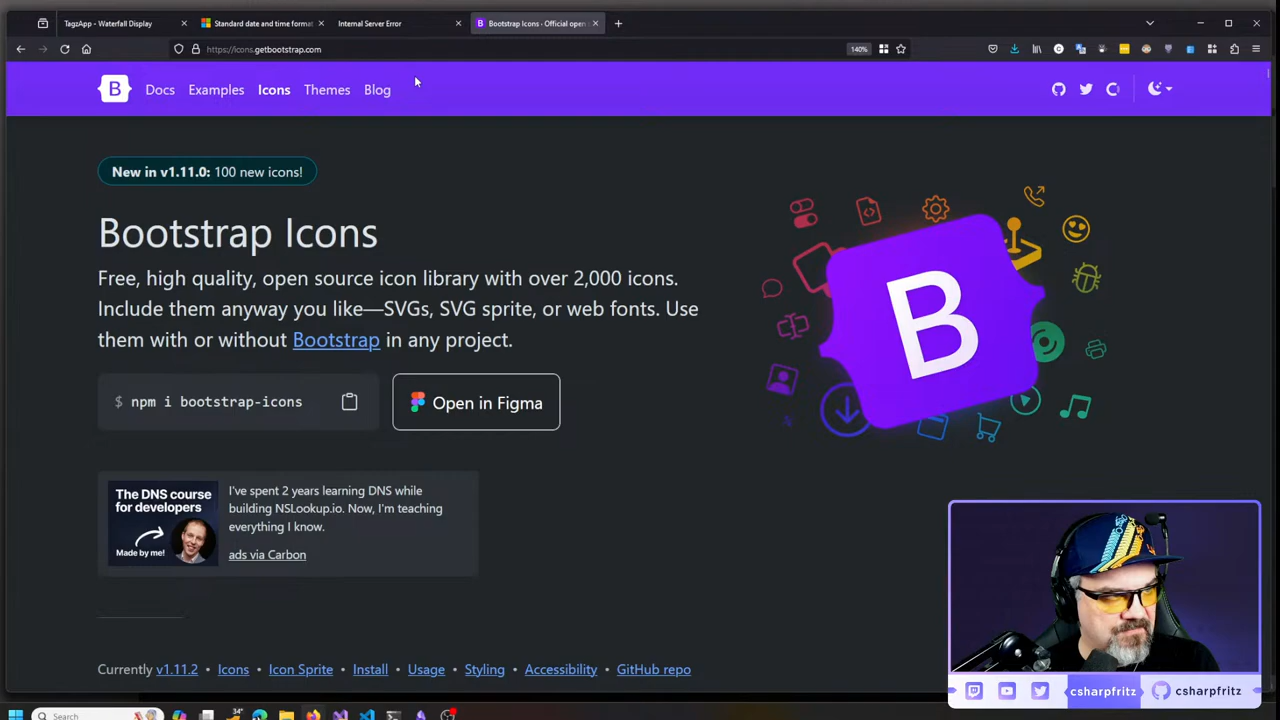 TagzApp - Waterfall Display
Standard date and time format
Internal Server Error
Bootstrap Icons - Official open
https://icons.getbootstrap.com
140%
B
Docs
Examples
Icons
Themes
Blog
New in v1.11.0: 100 new icons!
Bootstrap Icons
Free, high quality, open source icon library with over 2,000 icons.
Include them anyway you like—SVGs, SVG sprite, or web fonts. Use
them with or without Bootstrap in any project.
$ npm i bootstrap-icons
Open in Figma
B
The DNS course
for developers
Made by me!
I've spent 2 years learning DNS while
building NSLookup.io. Now, I'm teaching
everything I know.
ads via Carbon
Currently v1.11.2 • Icons • Icon Sprite • Install • Usage • Styling • Accessibility • GitHub repo
csharpfritz
csharpfritz
Search
34°